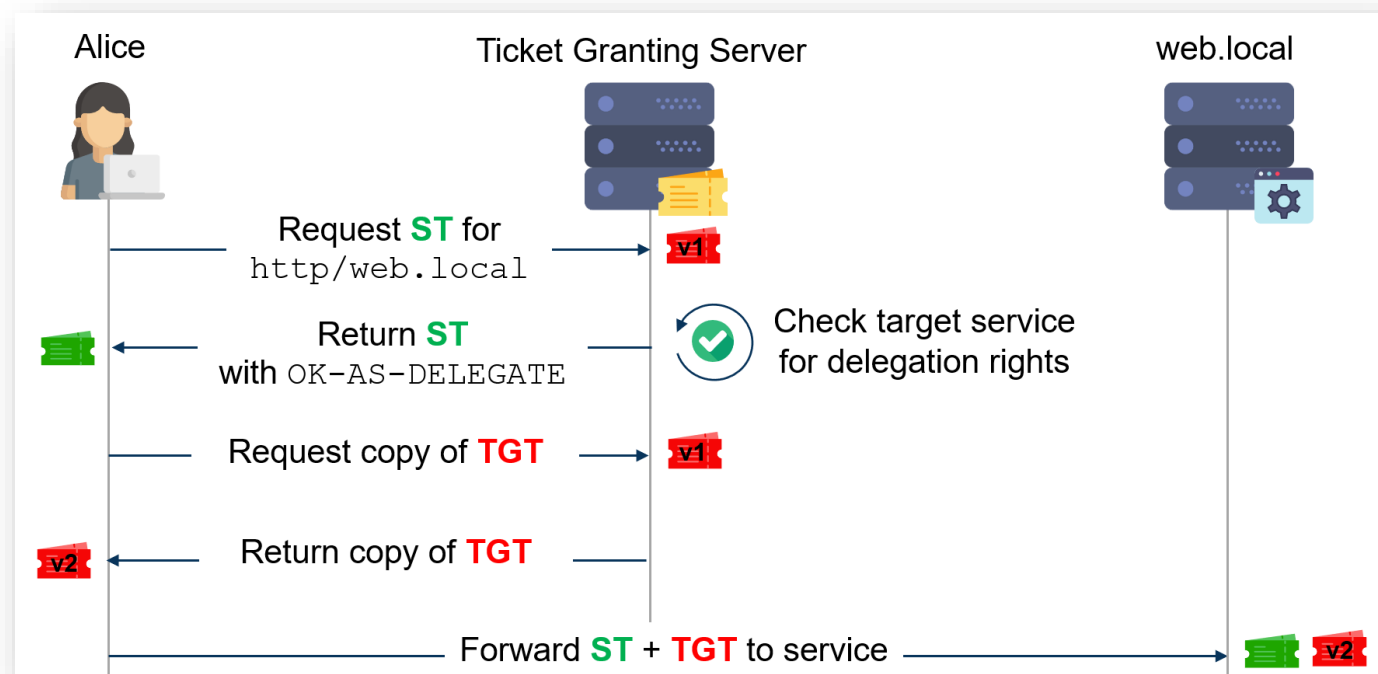 Alice
Ticket Granting Server
web.local
Request ST for
http/web.local
v1
Return ST
with OK-AS-DELEGATE
Check target service
for delegation rights
Request copy of TGT
v1
v2
Return copy of TGT
Forward ST + TGT to service
v2